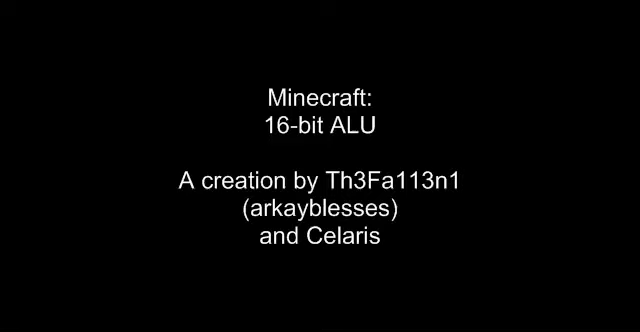 Minecraft:
16-bit ALU
A creation by Th3Fa113n1
(arkayblesses)
and Celaris